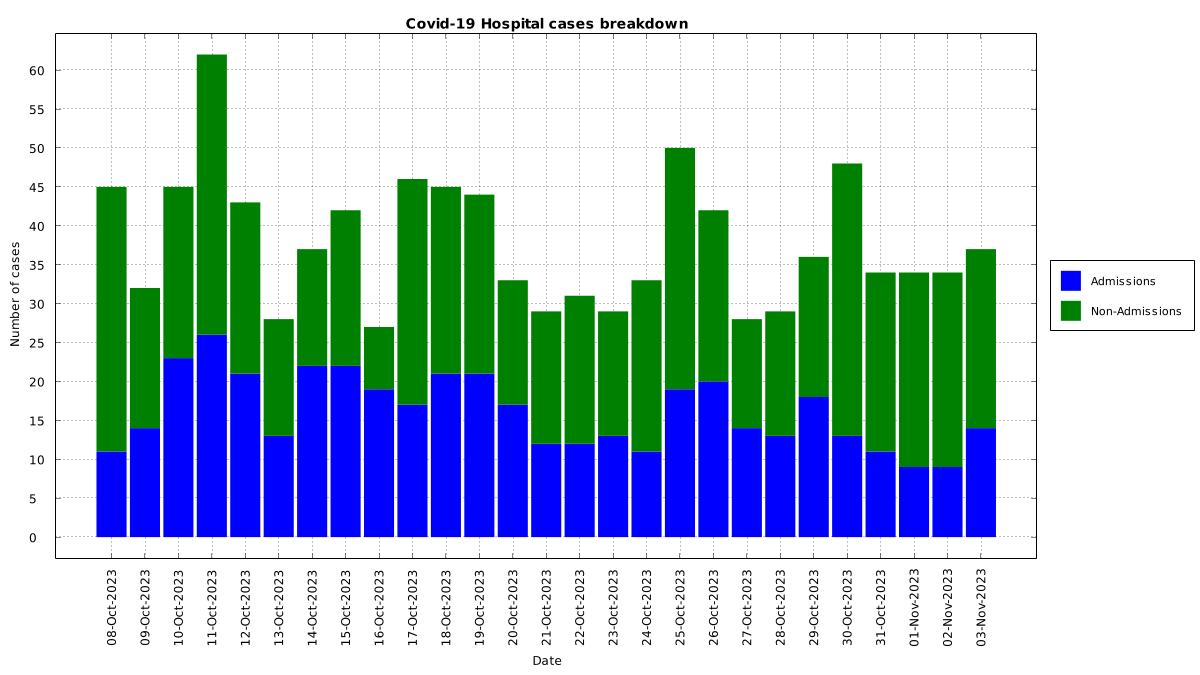 Covid-19 Hospital cases breakdown
60
55
50
45
40
35
30
25
20
15
10
5
0
Number of cases
08-Oct-2023
09-Oct-2023
10-Oct-2023
11-Oct-2023
12-Oct-2023
13-Oct-2023
14-Oct-2023
15-Oct-2023
16-Oct-2023
17-Oct-2023
18-Oct-2023
19-Oct-2023
20-Oct-2023
21-Oct-2023
22-Oct-2023
23-Oct-2023
24-Oct-2023
25-Oct-2023
26-Oct-2023
27-Oct-2023
28-Oct-2023
29-Oct-2023
30-Oct-2023
31-Oct-2023
01-Nov-2023
02-Nov-2023
03-Nov-2023
Date
Admissions
Non-Admissions